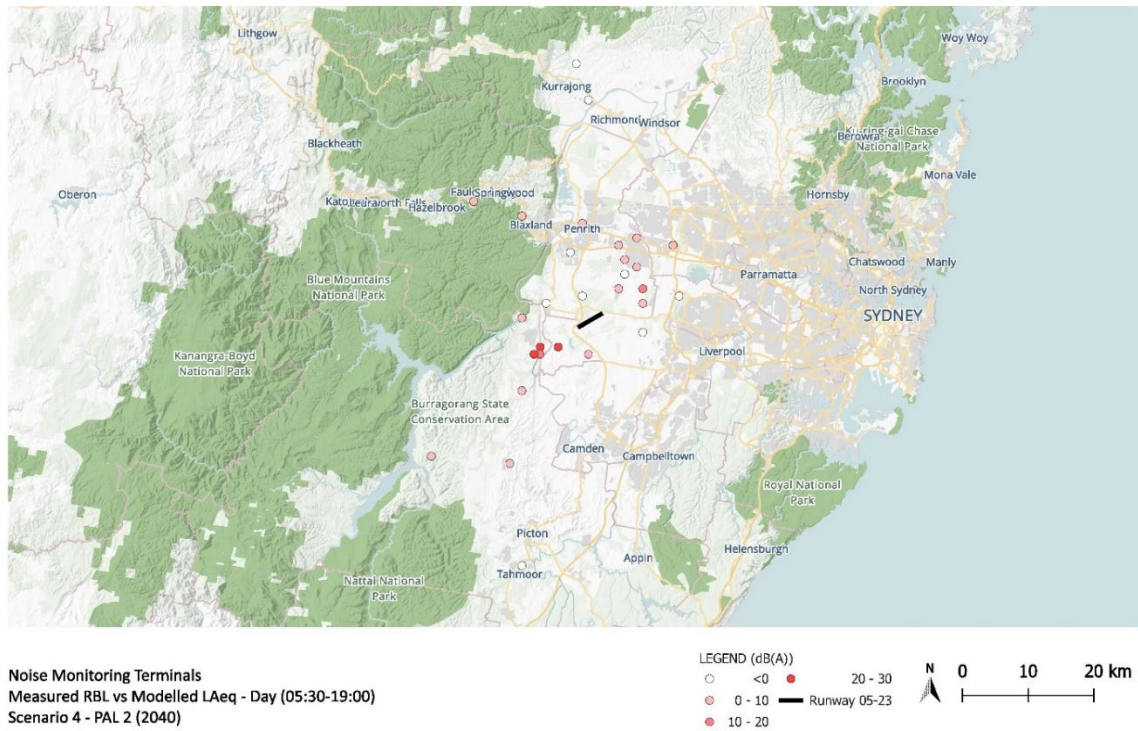 Woy Woy
Lithgow
Brooklyn
Kurrajong
Richmond
Windsor
Berowra
Ku-ring-gai Chase
National Park
Blackheath
Mona Vale
Oberon
Springwood
Hornsby
Hazelbrook
Blaxland
Penrith
Chatswood
Manly
Parramatta
Blue Mountains
National Park
North Sydney
SYDNEY
Liverpool
Kanangra-Boyd
National Park
Burragorang State
Conservation Area
Camden
Campbelltown
Royal National
Park
Picton
Appin
Helensburgh
Tahmoor
Nattai National
Park
Noise Monitoring Terminals
Measured RBL vs Modelled LAeq - Day (05:30-19:00)
Scenario 4 - PAL 2 (2040)
LEGEND (dB(A))
<0
20 - 30
0 - 10
Runway 05-23
10 - 20
N
0 10 20 km